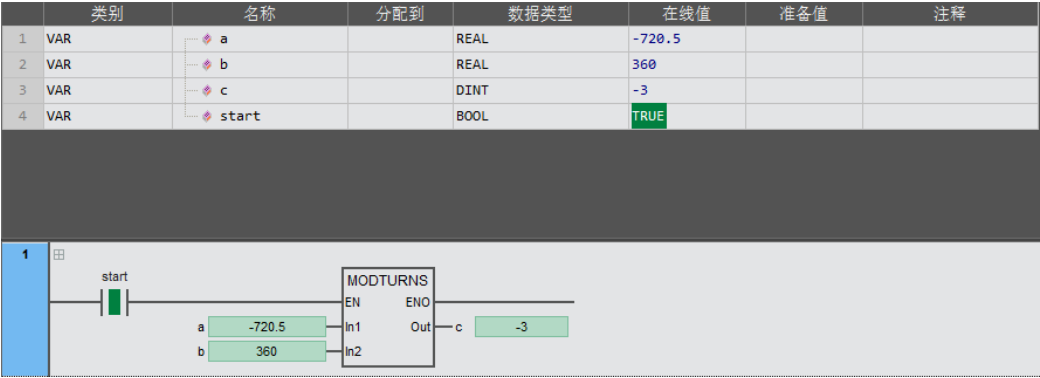 类别 名称 分配到 数据类型 在线值 准备值 注释
1 VAR a REAL -720.5
2 VAR b REAL 360
3 VAR c DINT -3
4 VAR start BOOL TRUE
1
start
MODTURNS
EN ENO
a -720.5 In1 Out c -3
b 360 In2